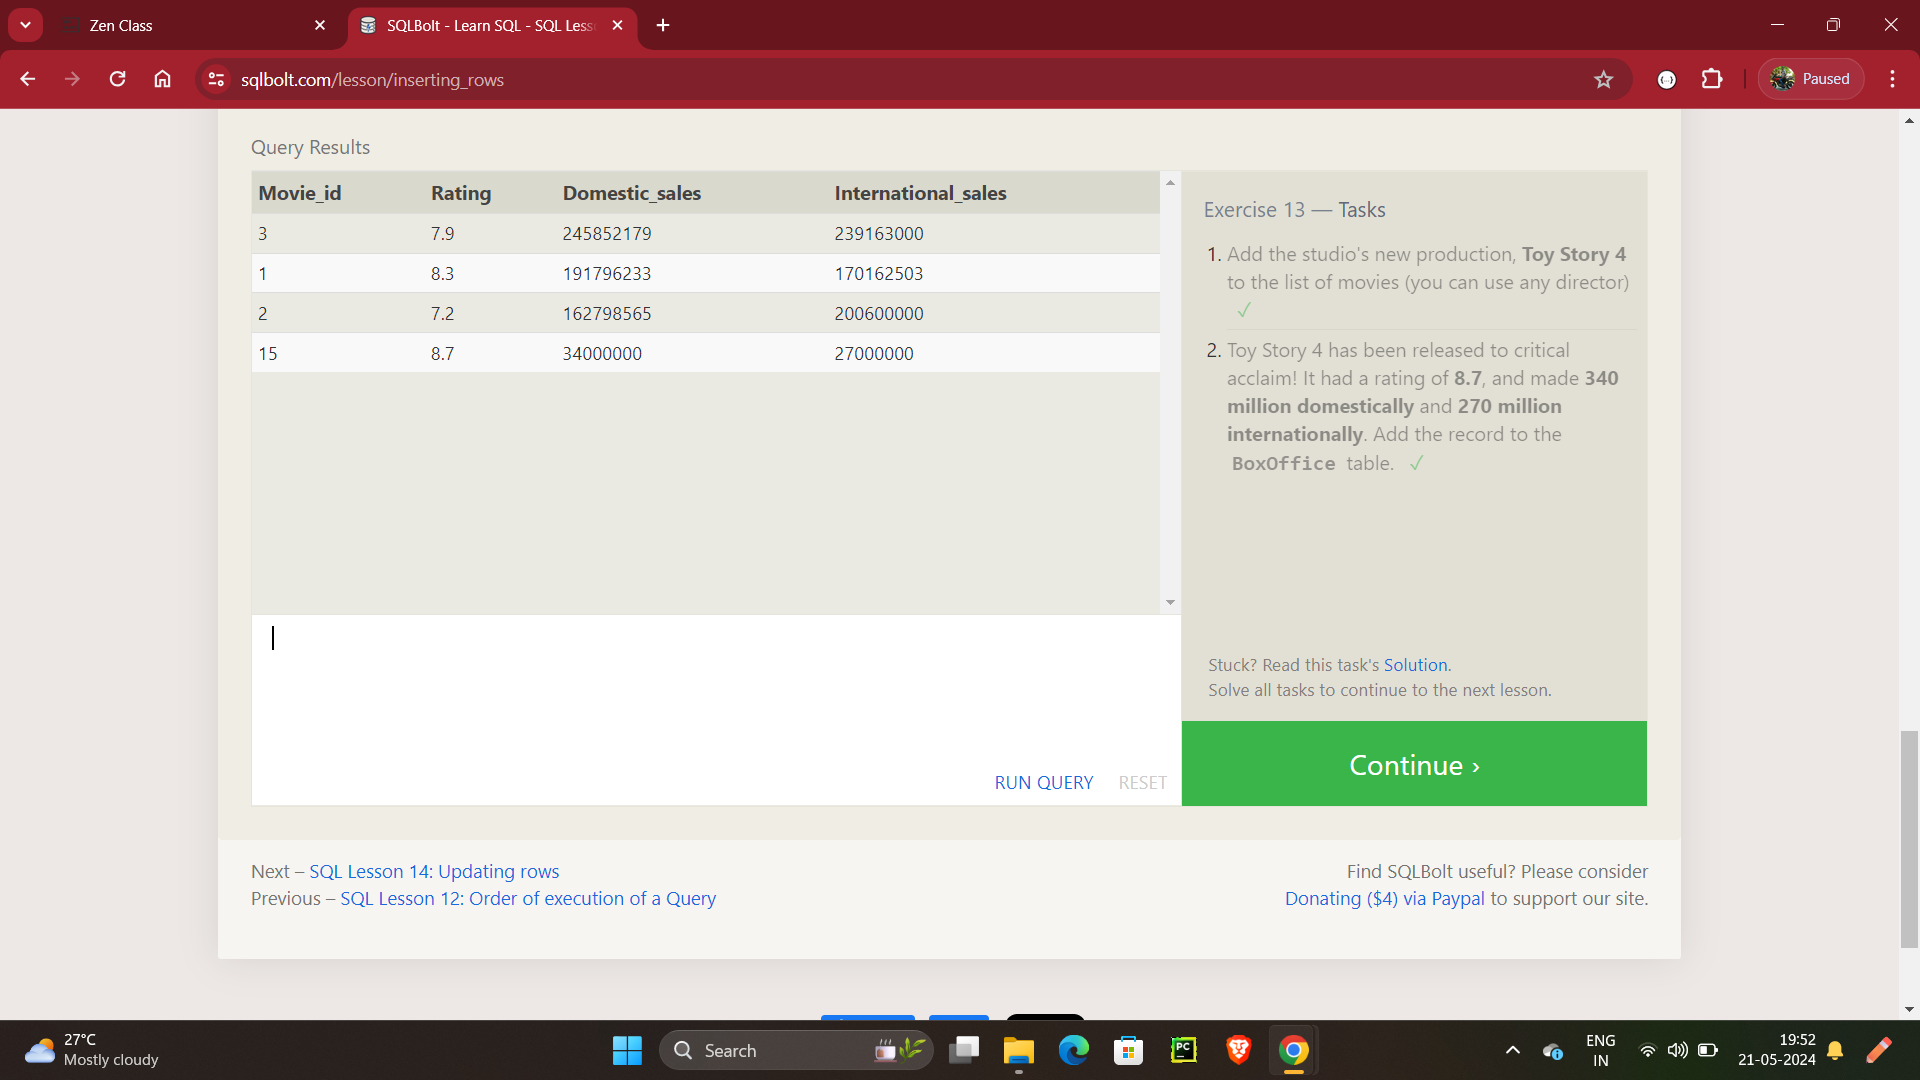 Zen Class
SQLBolt - Learn SQL - SQL Less
sqlbolt.com/lesson/inserting_rows
Paused
Query Results
Movie_id Rating Domestic_sales International_sales
3 7.9 245852179 239163000
1 8.3 191796233 170162503
2 7.2 162798565 200600000
15 8.7 34000000 27000000
Exercise 13 — Tasks
1. Add the studio's new production, Toy Story 4
to the list of movies (you can use any director)
✓
2. Toy Story 4 has been released to critical
acclaim! It had a rating of 8.7, and made 340
million domestically and 270 million
internationally. Add the record to the
BoxOffice table. ✓
Stuck? Read this task's Solution.
Solve all tasks to continue to the next lesson.
RUN QUERY RESET
Continue ›
Next – SQL Lesson 14: Updating rows
Previous – SQL Lesson 12: Order of execution of a Query
Find SQLBolt useful? Please consider
Donating ($4) via Paypal to support our site.
27°C
Mostly cloudy
Search
PC
ENG
IN
19:52
21-05-2024